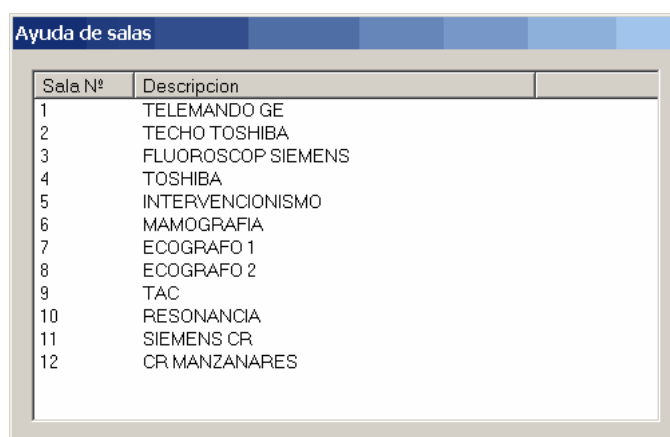 Ayuda de salas
Sala Nº Descripcion
1 TELEMANDO GE
2 TECHO TOSHIBA
3 FLUOROSCOP SIEMENS
4 TOSHIBA
5 INTERVENCIONISMO
6 MAMOGRAFIA
7 ECOGRAFO 1
8 ECOGRAFO 2
9 TAC
10 RESONANCIA
11 SIEMENS CR
12 CR MANZANARES